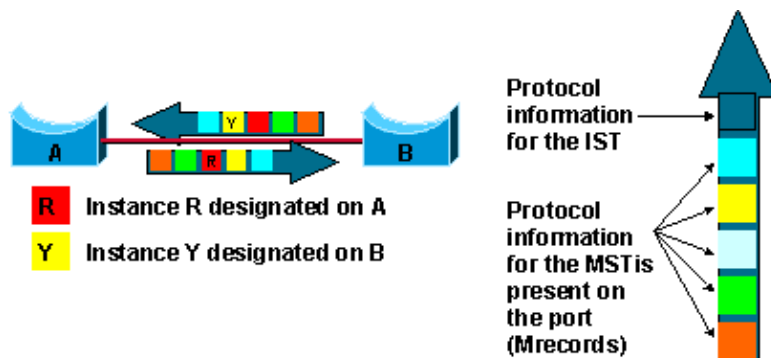 Y
A
B
R
R Instance R designated on A
Y Instance Y designated on B
Protocol
information
for the IST
Protocol
information
for the MSTis
present on
the port
(Mrecords)